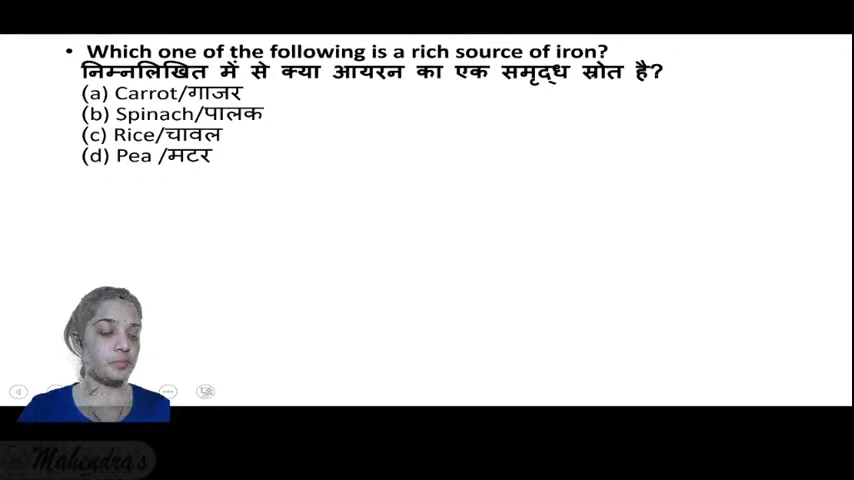 • Which one of the following is a rich source of iron?
निम्नलिखित में से क्या आयरन का एक समृद्ध स्रोत है?
(a) Carrot/गाजर
(b) Spinach/पालक
(c) Rice/चावल
(d) Pea /मटर
Mahendra's